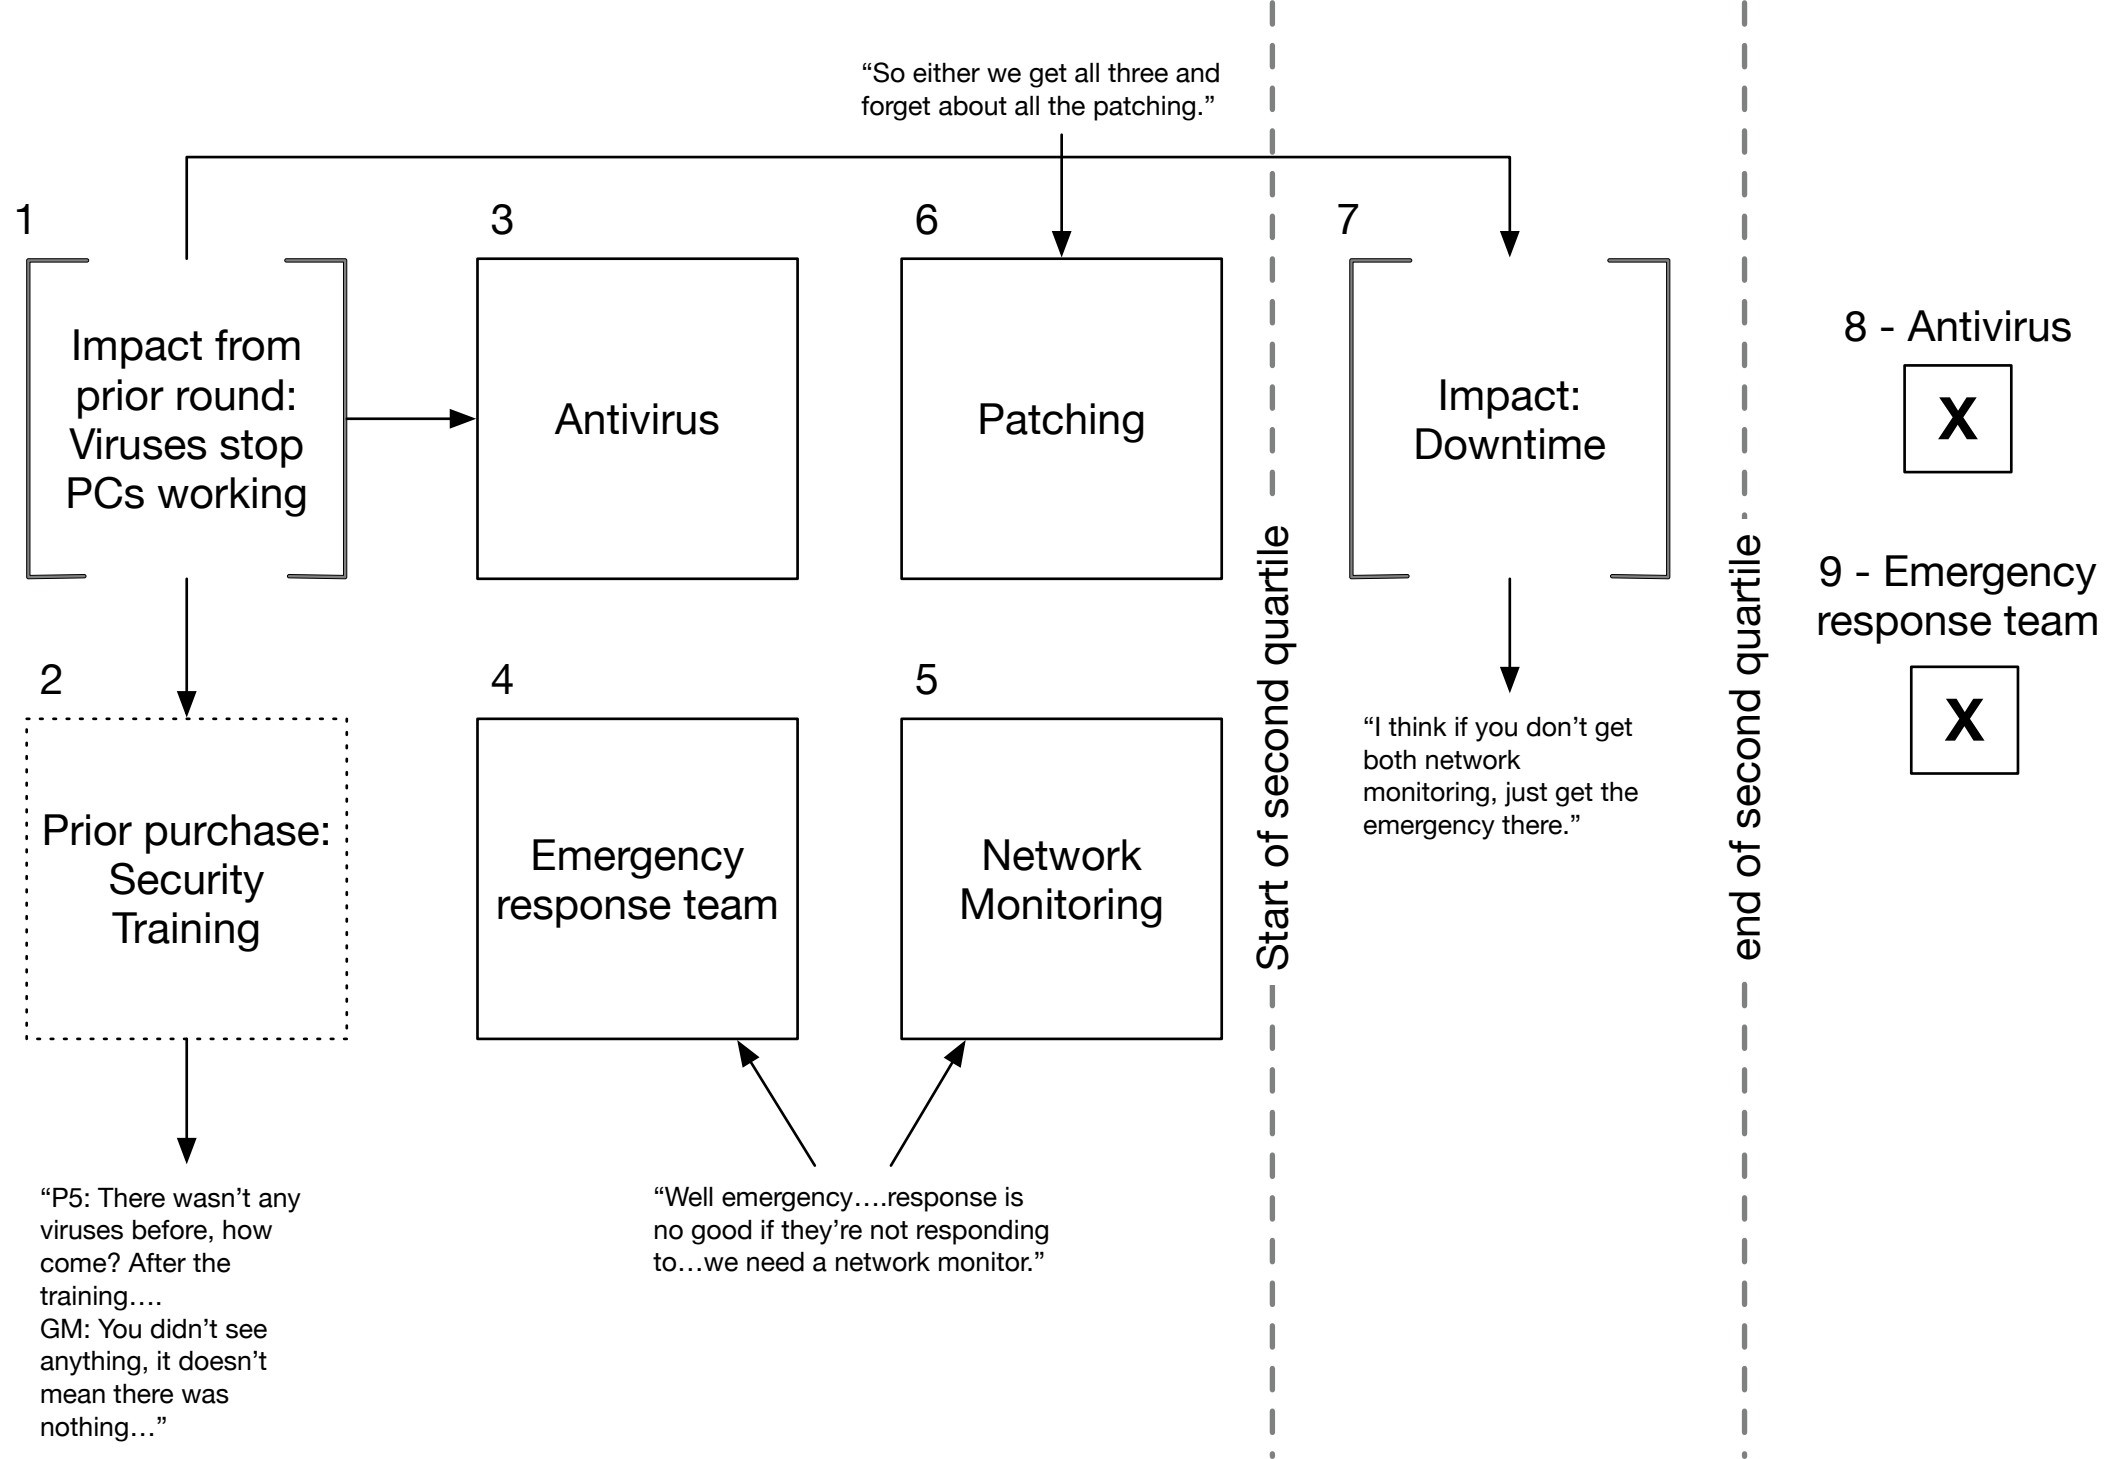 “So either we get all three and
forget about all the patching.”
1
3
6
7
Impact from
prior round:
Viruses stop
PCs working
Antivirus
Patching
Impact:
Downtime
8 - Antivirus
X
9 - Emergency
response team
X
Start of second quartile
end of second quartile
2
4
5
Prior purchase:
Security
Training
Emergency
response team
Network
Monitoring
“I think if you don’t get
both network
monitoring, just get the
emergency there.”
“P5: There wasn’t any
viruses before, how
come? After the
training….
GM: You didn’t see
anything, it doesn’t
mean there was
nothing…”
“Well emergency….response is
no good if they’re not responding
to…we need a network monitor.”